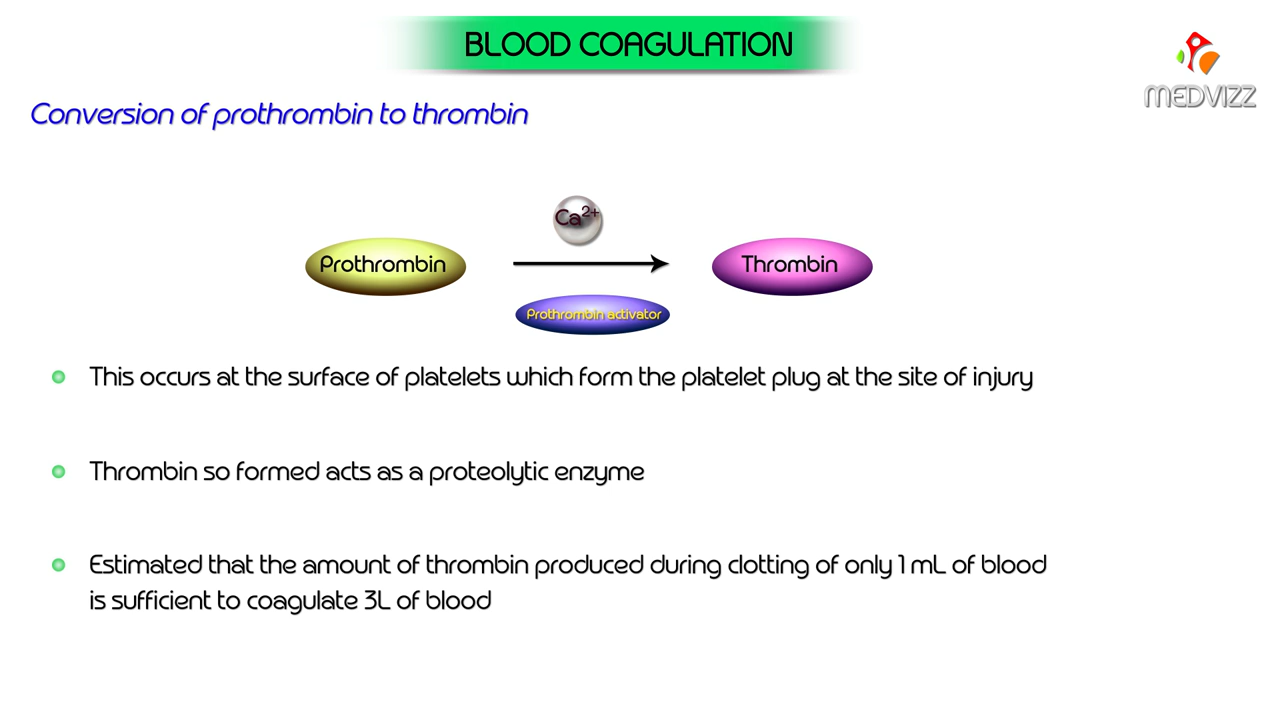 BLOOD COAGULATION
MEDVIZZ
Conversion of prothrombin to thrombin
Ca2+
Prothrombin
Thrombin
Prothrombin activator
This occurs at the surface of platelets which form the platelet plug at the site of injury
Thrombin so formed acts as a proteolytic enzyme
Estimated that the amount of thrombin produced during clotting of only 1 mL of blood
is sufficient to coagulate 3L of blood